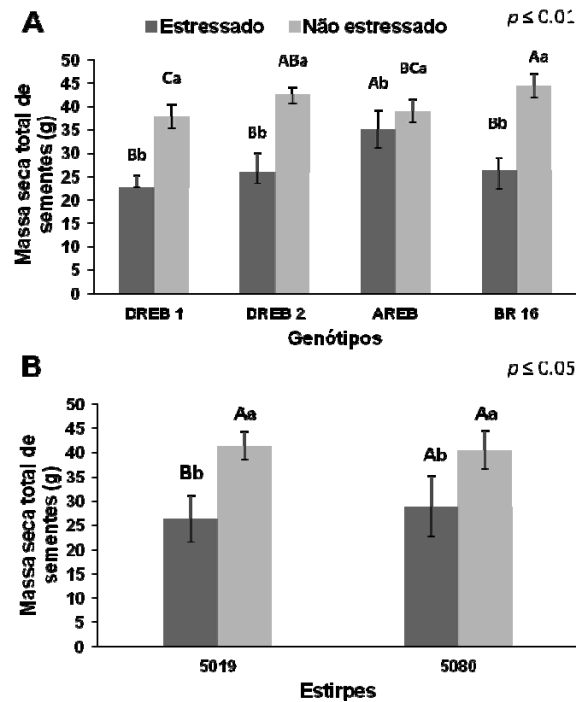 A
Estressado
Não estressado
p ≤ 0.01
Massa seca total de sementes (g)
50
45
40
35
30
25
20
15
10
5
0
Bb
Ca
Bb
ABa
Ab
BCa
Bb
Aa
DREB 1
DREB 2
AREB
BR 16
Genótipos
B
p ≤ 0.05
Massa seca total de sementes (g)
50
45
40
35
30
25
20
15
10
5
0
Bb
Aa
Ab
Aa
5019
5080
Estirpes